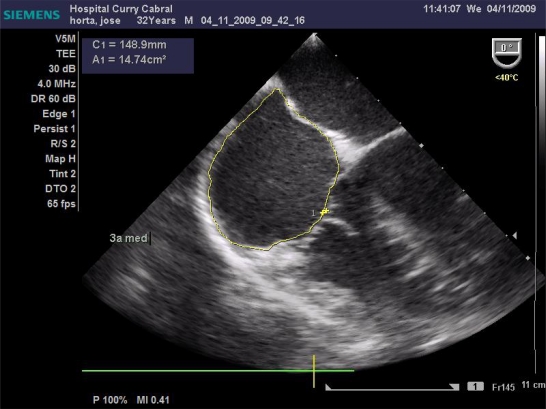 SIEMENS
Hospital Curry Cabral
horta, jose 32Years M 04_11_2009_09_42_16
11:41:07 We 04/11/2009
V5M
TEE
30 dB
4.0 MHz
DR 60 dB
Edge 1
Persist 1
R/S 2
Map H
Tint 2
DTO 2
65 fps
C1 = 148.9mm
A1 = 14.74cm²
0°
<40°C
1
3a med
P 100% MI 0.41
1
Fr145 11 cm